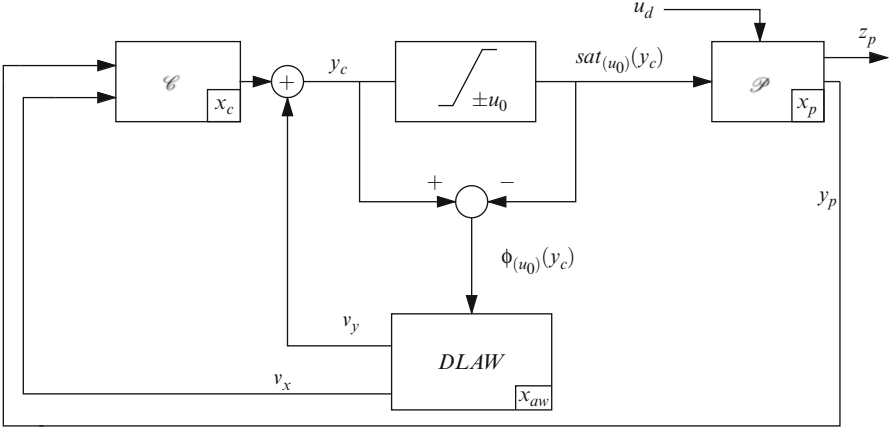 u_d
z_p
𝒞
+
y_c
sat_(u_0)(y_c)
𝒫
x_c
±u_0
x_p
+
−
y_p
ϕ_(u_0)(y_c)
v_y
DLAW
v_x
x_aw